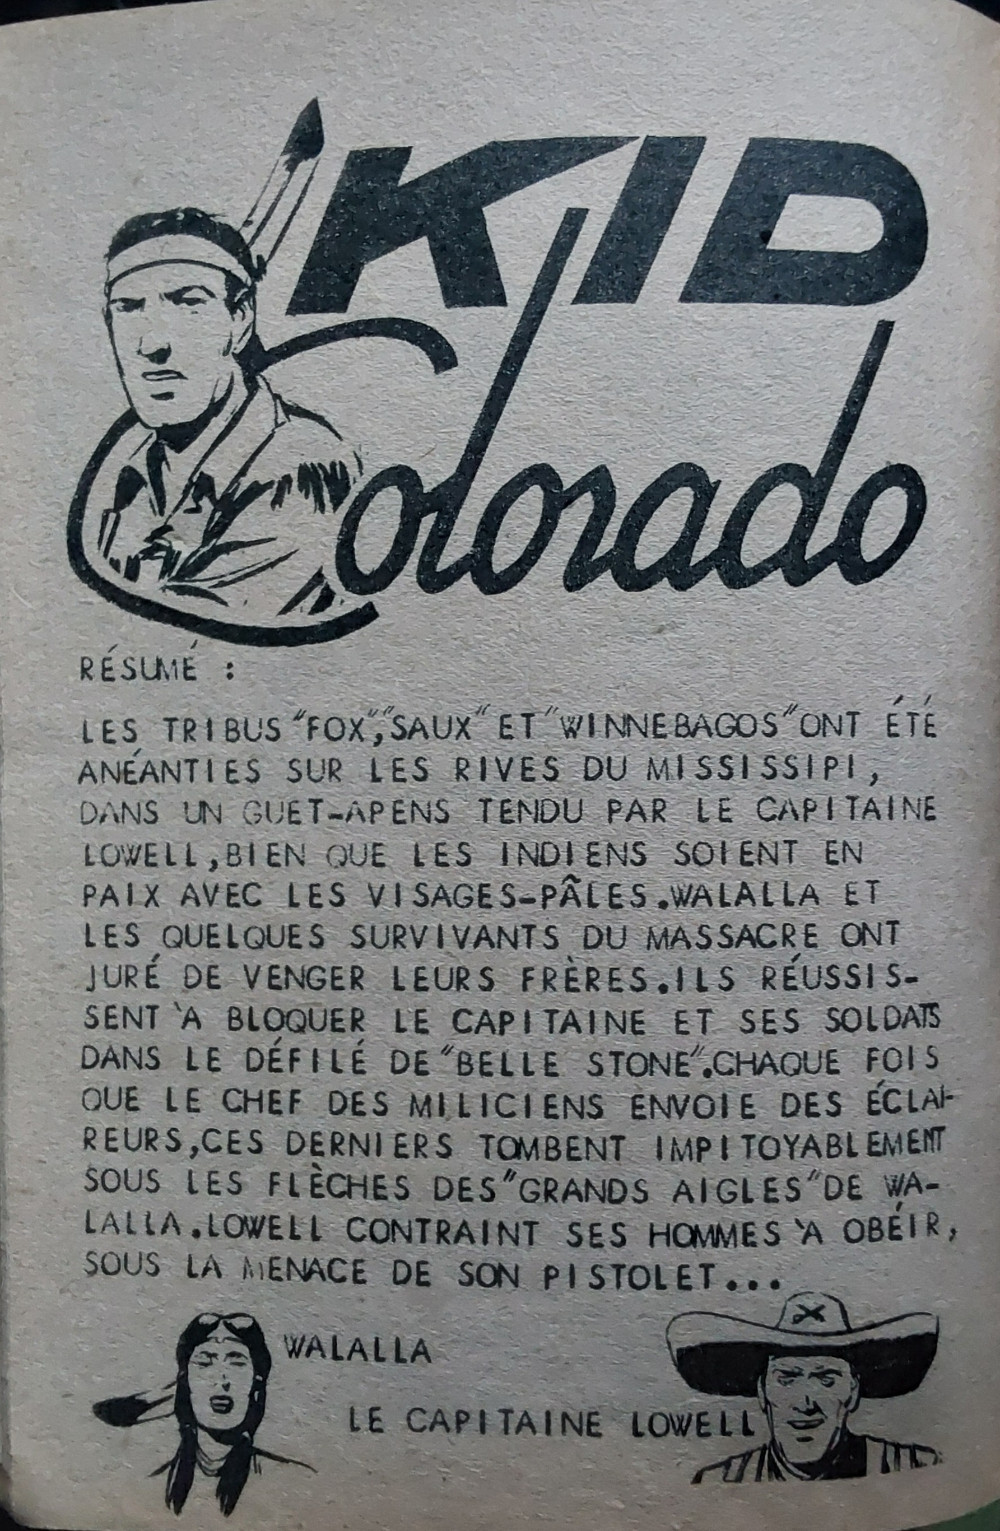 KID
Colorado
RÉSUMÉ :
LES TRIBUS "FOX","SAUX" ET "WINNEBAGOS" ONT ÉTÉ
ANÉANTIES SUR LES RIVES DU MISSISSIPI,
DANS UN GUET-APENS TENDU PAR LE CAPITAINE
LOWELL, BIEN QUE LES INDIENS SOIENT EN
PAIX AVEC LES VISAGES-PÂLES. WALALLA ET
LES QUELQUES SURVIVANTS DU MASSACRE ONT
JURÉ DE VENGER LEURS FRÈRES. ILS RÉUSSIS-
SENT À BLOQUER LE CAPITAINE ET SES SOLDATS
DANS LE DÉFILÉ DE "BELLE STONE". CHAQUE FOIS
QUE LE CHEF DES MILICIENS ENVOIE DES ÉCLAI-
REURS, CES DERNIERS TOMBENT IMPITOYABLEMENT
SOUS LES FLÈCHES DES "GRANDS AIGLES" DE WA-
LALLA. LOWELL CONTRAINT SES HOMMES À OBÉIR,
SOUS LA MENACE DE SON PISTOLET...
WALALLA
LE CAPITAINE LOWELL